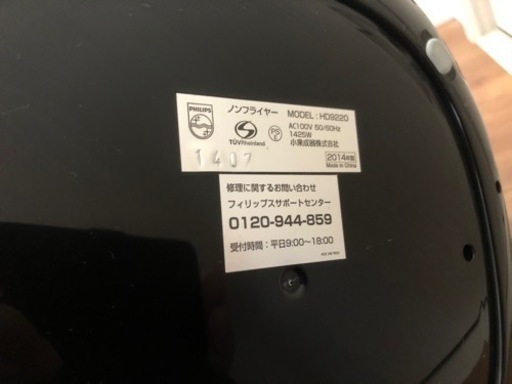 PHILIPS
ノンフライヤー MODEL : HD9220
AC100V 50/60Hz
1425W
小泉成器株式会社
TÜVRheinland
PS
E
1407
2014年製
Made in China
修理に関するお問い合わせ
フィリップスサポートセンター
0120-944-859
受付時間：平日9:00～18:00